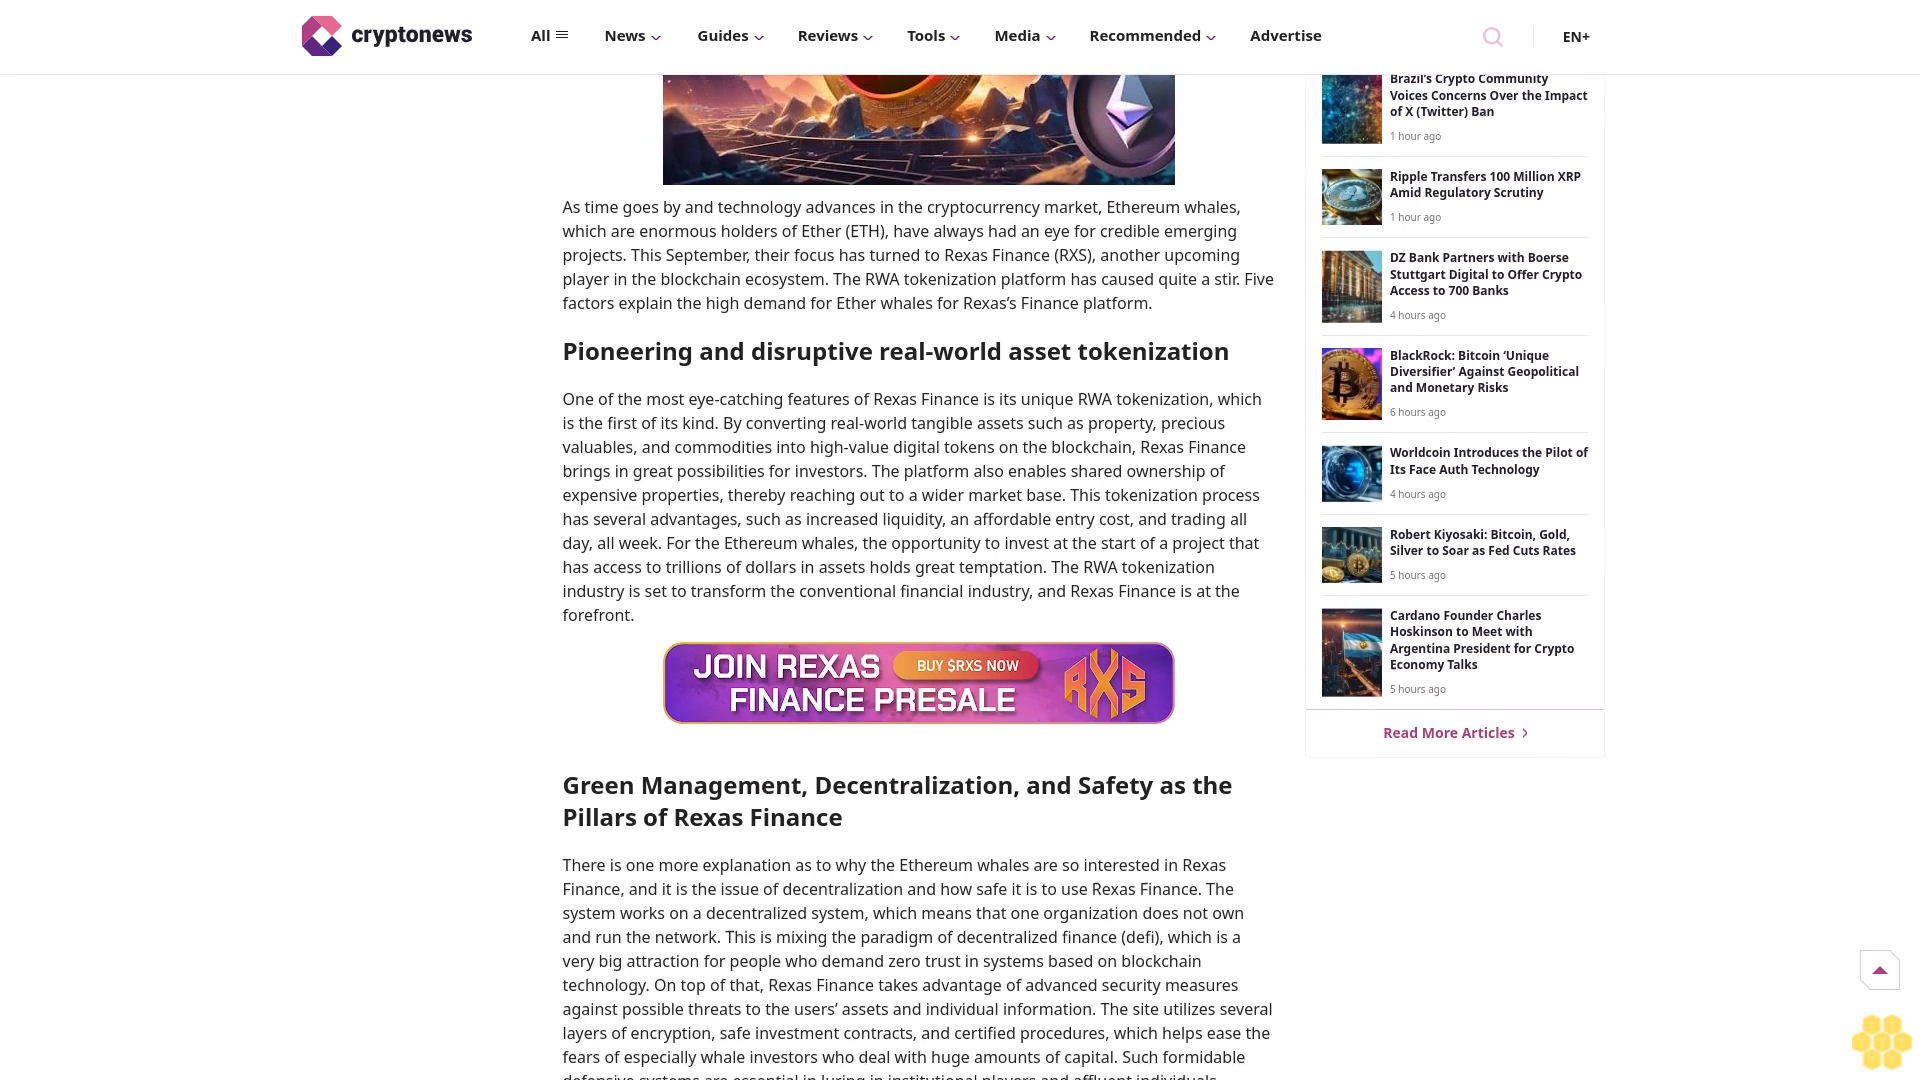 cryptonews
All
News
Guides
Reviews
Tools
Media
Recommended
Advertise
EN+
As time goes by and technology advances in the cryptocurrency market, Ethereum whales,
which are enormous holders of Ether (ETH), have always had an eye for credible emerging
projects. This September, their focus has turned to Rexas Finance (RXS), another upcoming
player in the blockchain ecosystem. The RWA tokenization platform has caused quite a stir. Five
factors explain the high demand for Ether whales for Rexas’s Finance platform.
Pioneering and disruptive real-world asset tokenization
One of the most eye-catching features of Rexas Finance is its unique RWA tokenization, which
is the first of its kind. By converting real-world tangible assets such as property, precious
valuables, and commodities into high-value digital tokens on the blockchain, Rexas Finance
brings in great possibilities for investors. The platform also enables shared ownership of
expensive properties, thereby reaching out to a wider market base. This tokenization process
has several advantages, such as increased liquidity, an affordable entry cost, and trading all
day, all week. For the Ethereum whales, the opportunity to invest at the start of a project that
has access to trillions of dollars in assets holds great temptation. The RWA tokenization
industry is set to transform the conventional financial industry, and Rexas Finance is at the
forefront.
JOIN REXAS BUY $RXS NOW
FINANCE PRESALE
RXS
Green Management, Decentralization, and Safety as the
Pillars of Rexas Finance
There is one more explanation as to why the Ethereum whales are so interested in Rexas
Finance, and it is the issue of decentralization and how safe it is to use Rexas Finance. The
system works on a decentralized system, which means that one organization does not own
and run the network. This is mixing the paradigm of decentralized finance (defi), which is a
very big attraction for people who demand zero trust in systems based on blockchain
technology. On top of that, Rexas Finance takes advantage of advanced security measures
against possible threats to the users’ assets and individual information. The site utilizes several
layers of encryption, safe investment contracts, and certified procedures, which helps ease the
fears of especially whale investors who deal with huge amounts of capital. Such formidable
defensive systems are essential in luring in institutional players and affluent individuals
Brazil’s Crypto Community
Voices Concerns Over the Impact
of X (Twitter) Ban
1 hour ago
Ripple Transfers 100 Million XRP
Amid Regulatory Scrutiny
1 hour ago
DZ Bank Partners with Boerse
Stuttgart Digital to Offer Crypto
Access to 700 Banks
4 hours ago
BlackRock: Bitcoin ‘Unique
Diversifier’ Against Geopolitical
and Monetary Risks
6 hours ago
Worldcoin Introduces the Pilot of
Its Face Auth Technology
4 hours ago
Robert Kiyosaki: Bitcoin, Gold,
Silver to Soar as Fed Cuts Rates
5 hours ago
Cardano Founder Charles
Hoskinson to Meet with
Argentina President for Crypto
Economy Talks
5 hours ago
Read More Articles